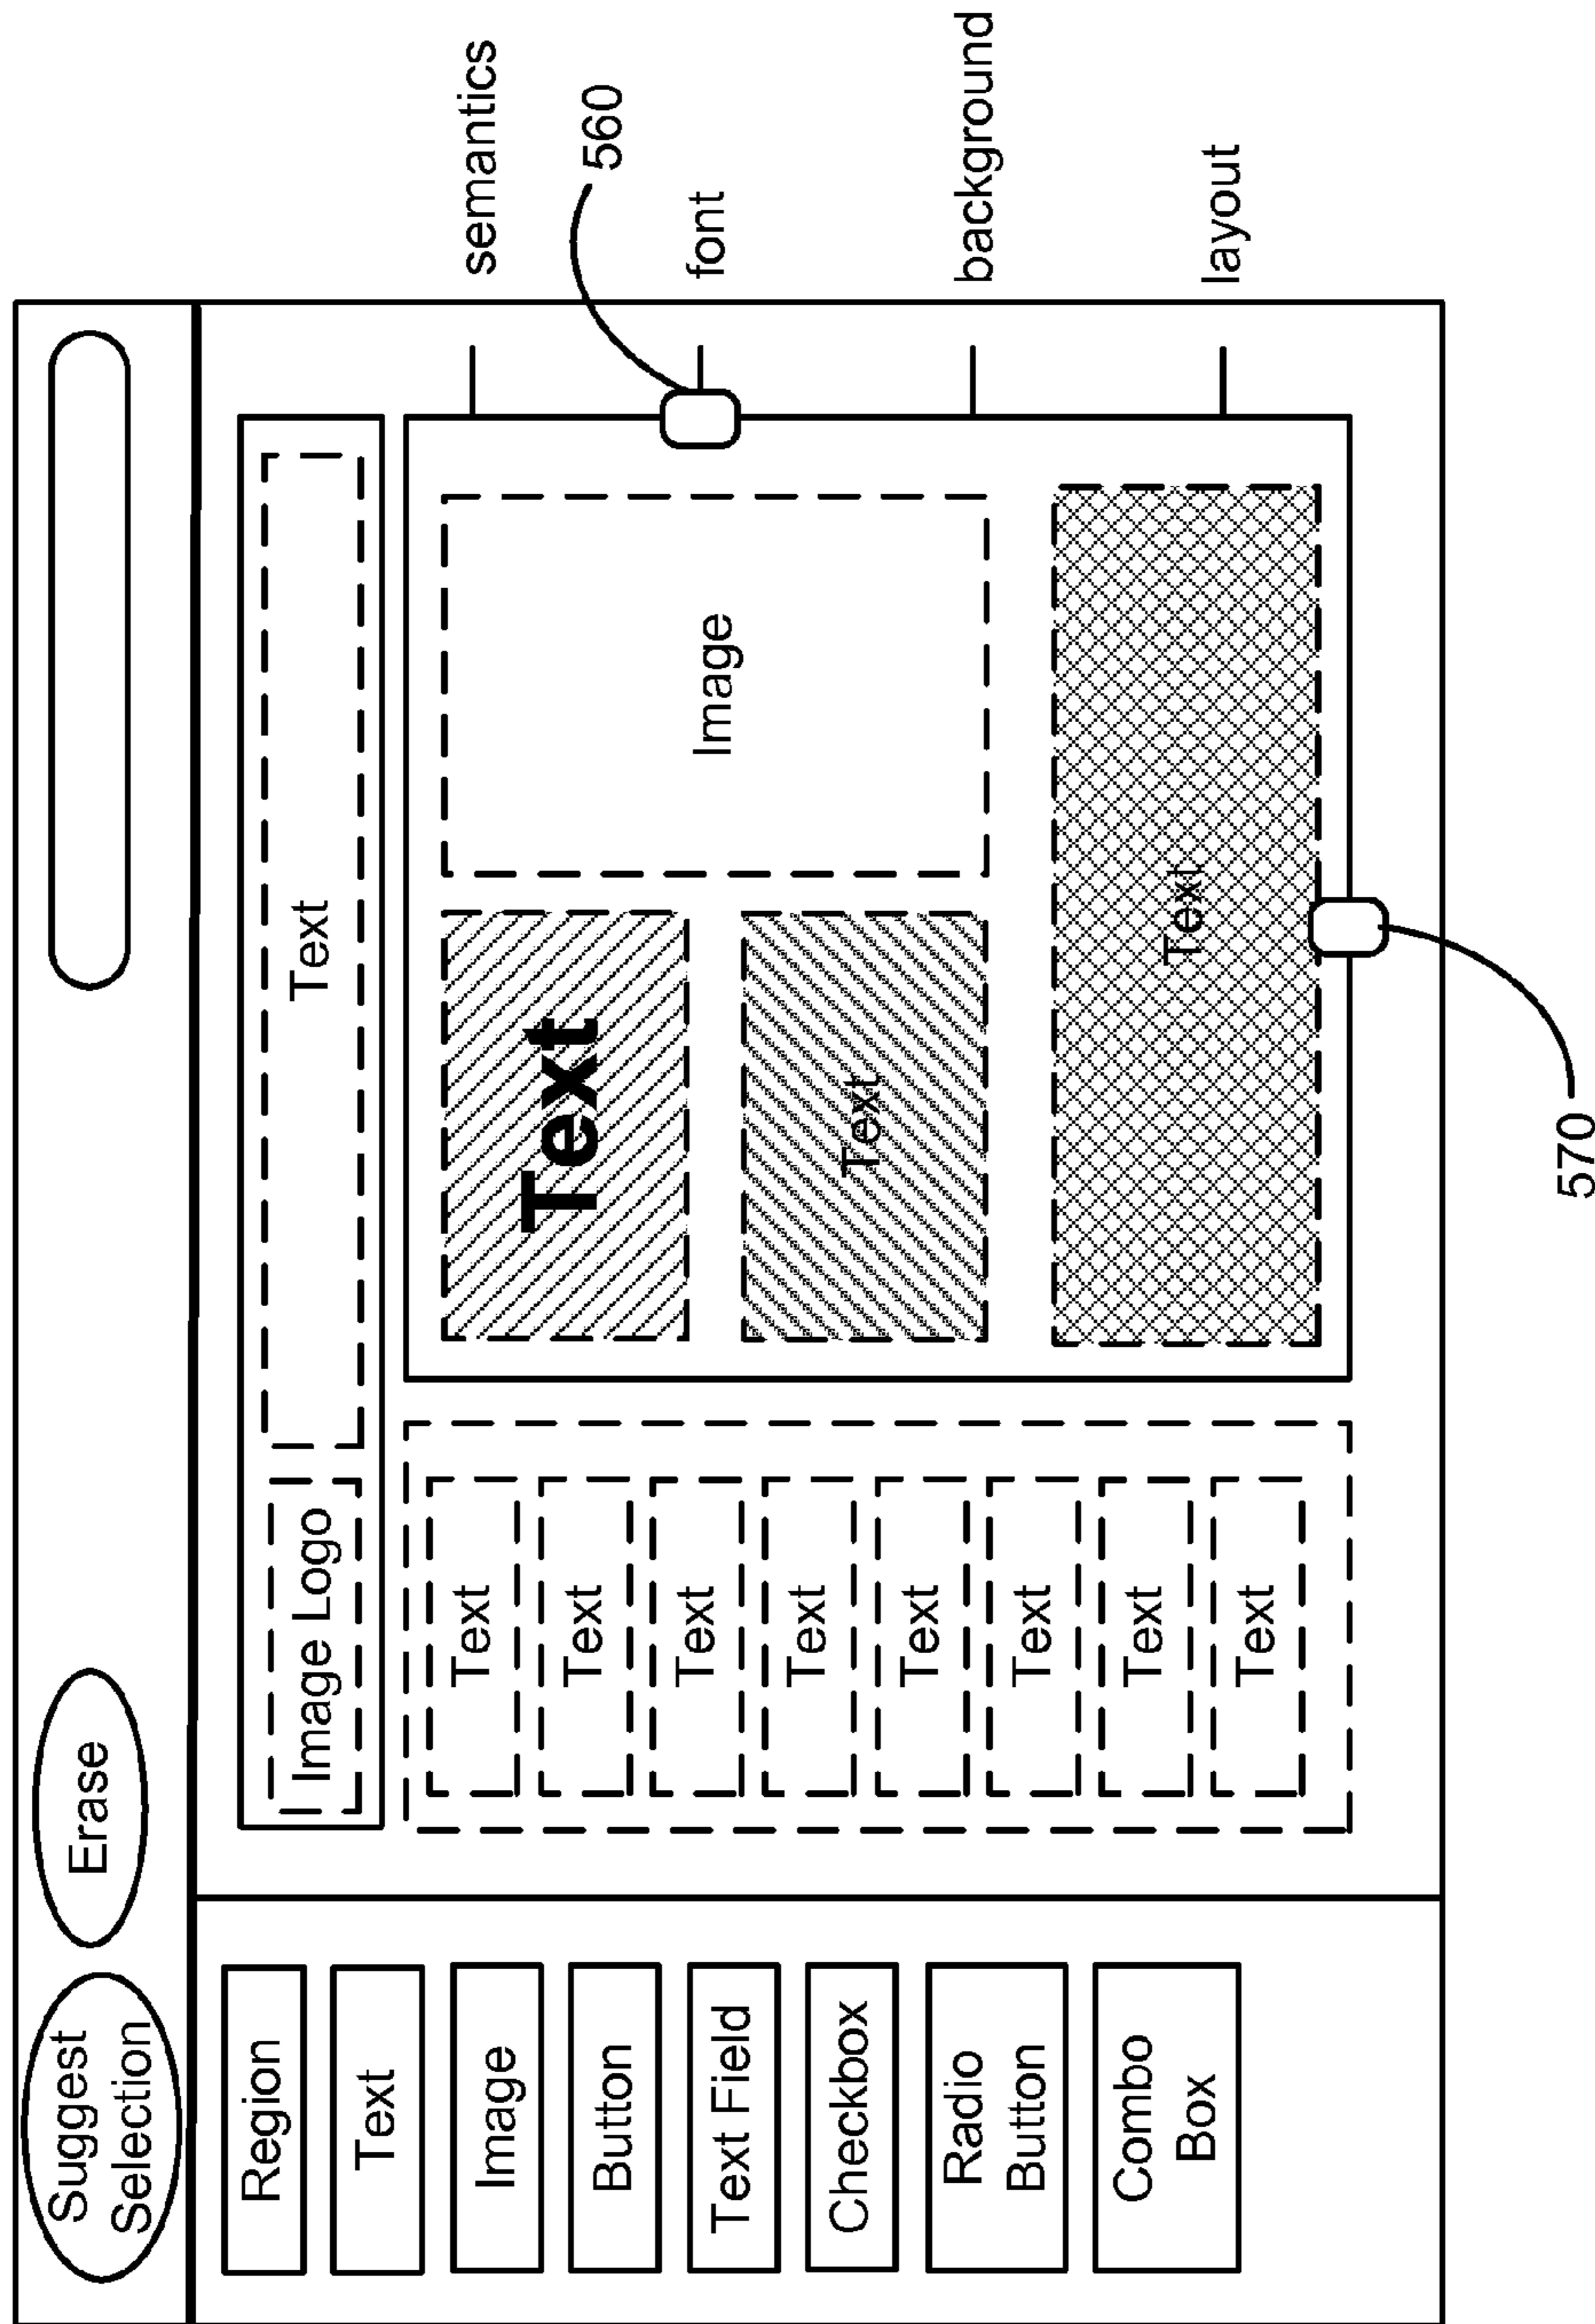 Suggest
Selection
Erase
Region
Text
Image
Button
Text Field
Checkbox
Radio
Button
Combo
Box
Image Logo
Text
Text
Text
Text
Text
Text
Text
Text
Text
Text
Text
Image
Text
semantics
560
font
background
layout
570